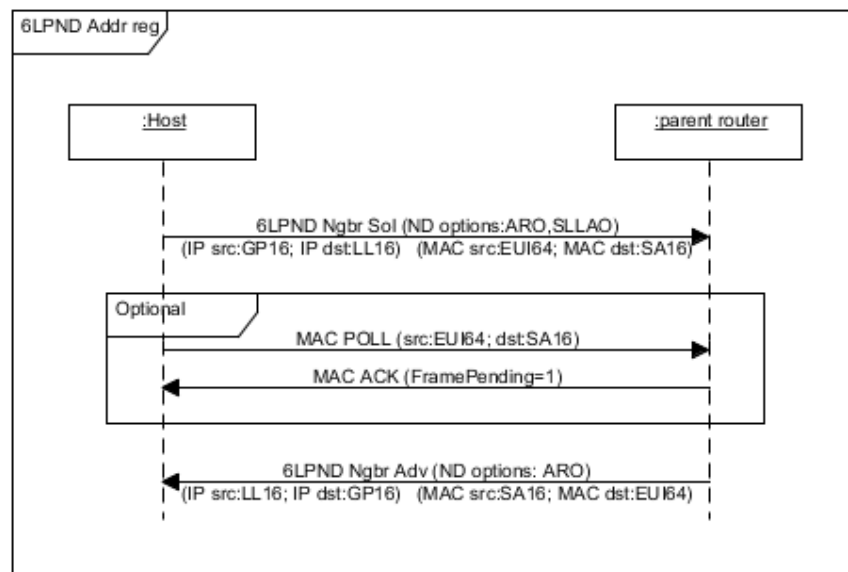 6LPND Addr reg
:Host
:parent router
6LPND Ngbr Sol (ND options:ARO,SLLAO)
(IP src:GP16; IP dst:LL16) (MAC src:EUI64; MAC dst:SA16)
Optional
MAC POLL (src:EUI64; dst:SA16)
MAC ACK (FramePending=1)
6LPND Ngbr Adv (ND options: ARO)
(IP src:LL16; IP dst:GP16) (MAC src:SA16; MAC dst:EUI64)